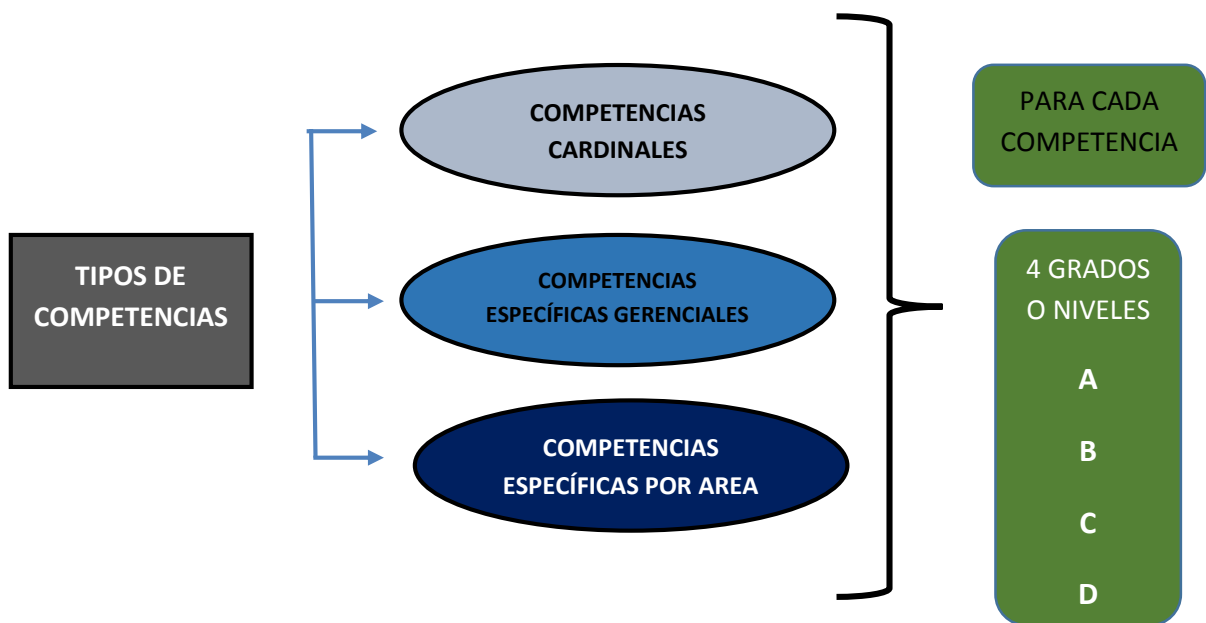 TIPOS DE
COMPETENCIAS
COMPETENCIAS
CARDINALES
COMPETENCIAS
ESPECÍFICAS GERENCIALES
COMPETENCIAS
ESPECÍFICAS POR AREA
PARA CADA
COMPETENCIA
4 GRADOS
O NIVELES
A
B
C
D